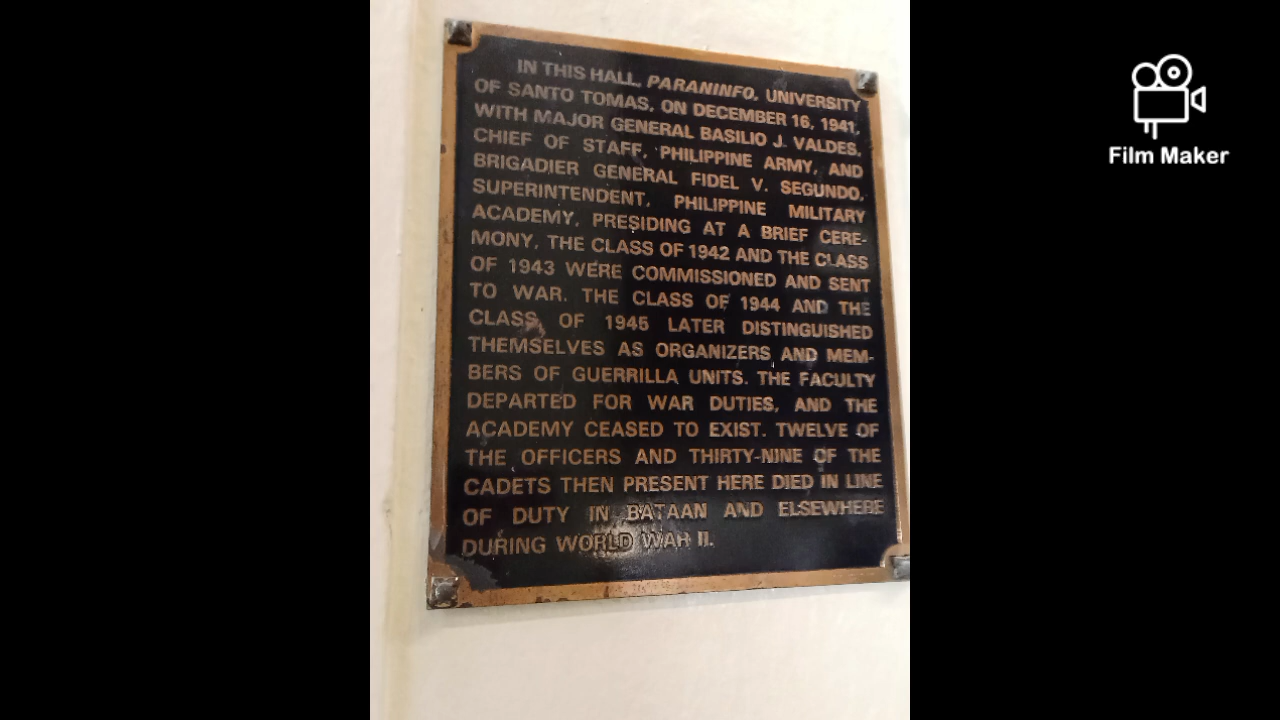 IN THIS HALL, PARANINFO, UNIVERSITY
OF SANTO TOMAS, ON DECEMBER 16, 1941,
WITH MAJOR GENERAL BASILIO J. VALDES,
CHIEF OF STAFF, PHILIPPINE ARMY, AND
BRIGADIER GENERAL FIDEL V. SEGUNDO,
SUPERINTENDENT, PHILIPPINE MILITARY
ACADEMY, PRESIDING AT A BRIEF CERE-
MONY, THE CLASS OF 1942 AND THE CLASS
OF 1943 WERE COMMISSIONED AND SENT
TO WAR. THE CLASS OF 1944 AND THE
CLASS OF 1945 LATER DISTINGUISHED
THEMSELVES AS ORGANIZERS AND MEM-
BERS OF GUERRILLA UNITS. THE FACULTY
DEPARTED FOR WAR DUTIES, AND THE
ACADEMY CEASED TO EXIST. TWELVE OF
THE OFFICERS AND THIRTY-NINE OF THE
CADETS THEN PRESENT HERE DIED IN LINE
OF DUTY IN BATAAN AND ELSEWHERE
DURING WORLD WAR II.
Film Maker